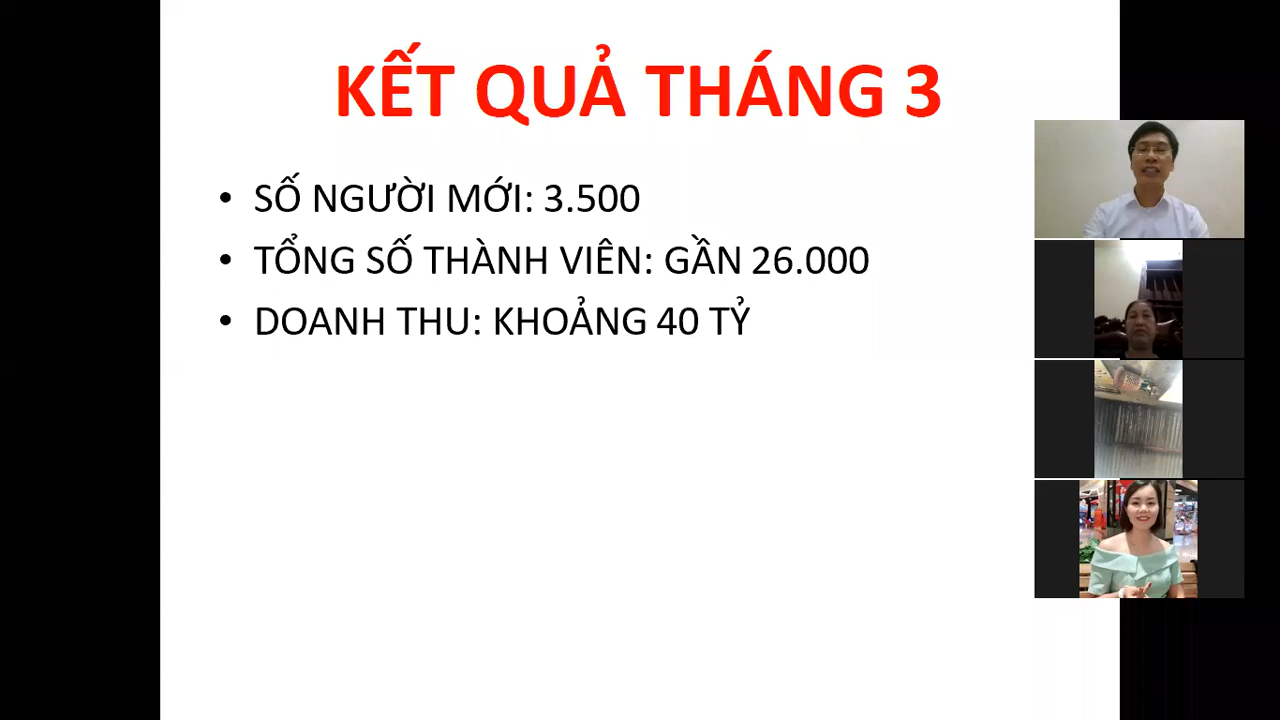 KẾT QUẢ THÁNG 3
• SỐ NGƯỜI MỚI: 3.500
• TỔNG SỐ THÀNH VIÊN: GẦN 26.000
• DOANH THU: KHOẢNG 40 TỶ